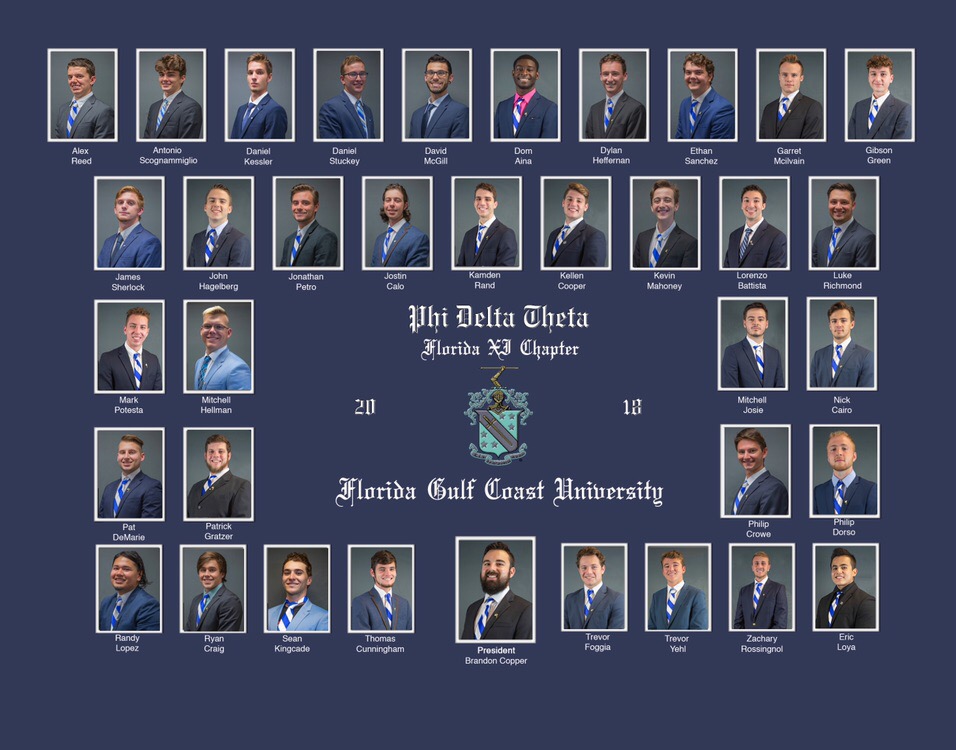 Alex
Reed
Antonio
Scognammiglio
Daniel
Kessler
Daniel
Stuckey
David
McGill
Dom
Aina
Dylan
Heffernan
Ethan
Sanchez
Garret
Mcilvain
Gibson
Green
James
Sherlock
John
Hagelberg
Jonathan
Petro
Jostin
Calo
Kamden
Rand
Kellen
Cooper
Kevin
Mahoney
Lorenzo
Battista
Luke
Richmond
Phi Delta Theta
Florida XI Chapter
Mark
Potesta
Mitchell
Hellman
20
18
Mitchell
Josie
Nick
Cairo
Florida Gulf Coast University
Pat
DeMarie
Patrick
Gratzer
Philip
Crowe
Philip
Dorso
Randy
Lopez
Ryan
Craig
Sean
Kingcade
Thomas
Cunningham
President
Brandon Copper
Trevor
Foggia
Trevor
Yehl
Zachary
Rossingnol
Eric
Loya